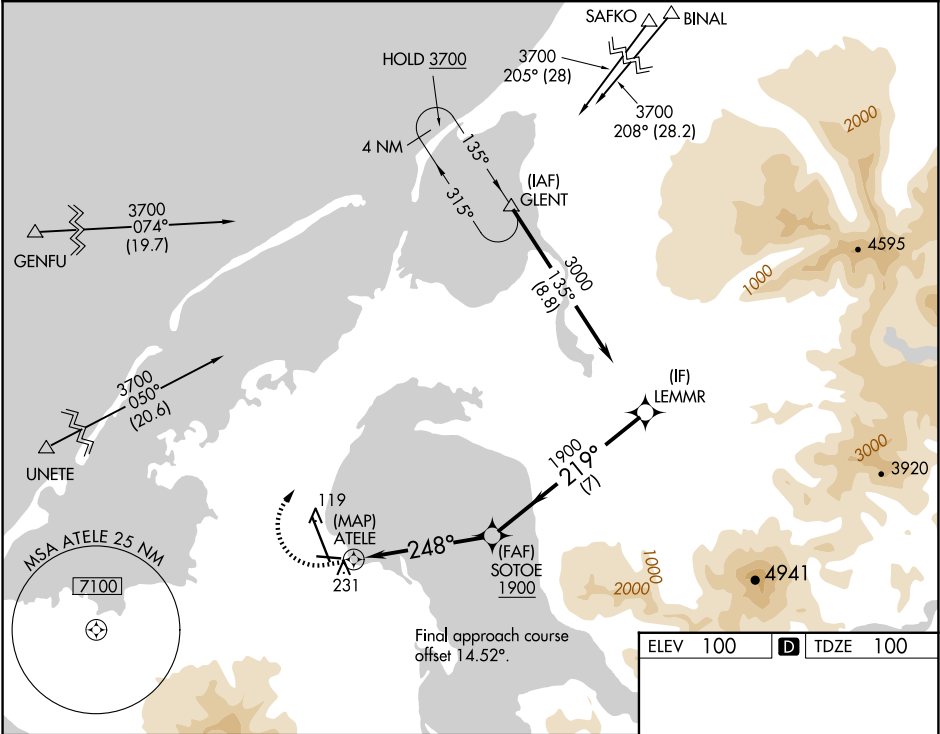 SAFKO
BINAL
3700
205° (28)
3700
208° (28.2)
HOLD 3700
4 NM
135°
315°
(IAF)
GLENT
3000
135°
(8.8)
2000
4595
1000
3700
074°
(19.7)
GENFU
3700
050°
(20.6)
UNETE
(IF)
LEMMR
1900
219°
(7)
3000
3920
119
(MAP)
ATELE
248°
231
(FAF)
SOTOE
1900
1000
2000
4941
MSA ATELE 25 NM
7100
Final approach course
offset 14.52°.
ELEV 100 D TDZE 100